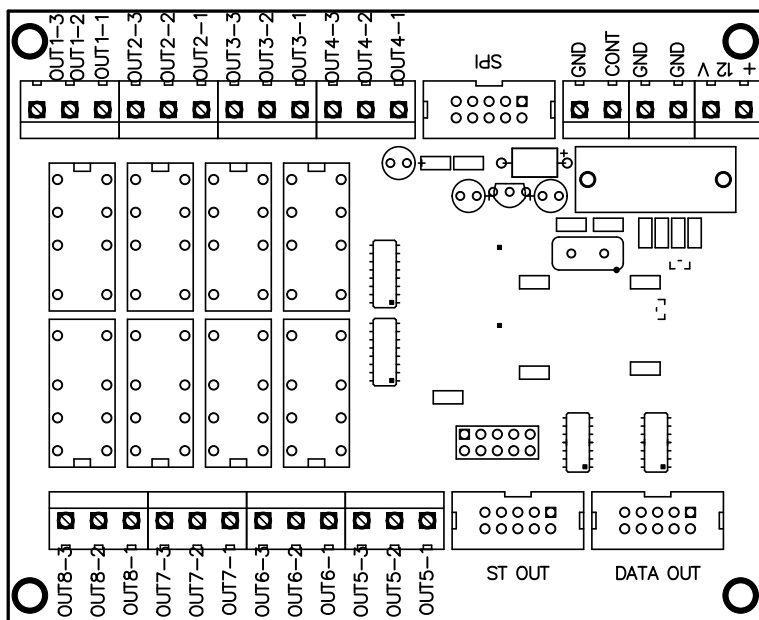 OUT1-3
OUT1-2
OUT1-1
OUT2-3
OUT2-2
OUT2-1
OUT3-3
OUT3-2
OUT3-1
OUT4-3
OUT4-2
OUT4-1
SPI
GND
CONT
GND
GND
+ 12 V
+
+
+
+
OUT8-3
OUT8-2
OUT8-1
OUT7-3
OUT7-2
OUT7-1
OUT6-3
OUT6-2
OUT6-1
OUT5-3
OUT5-2
OUT5-1
ST OUT
DATA OUT